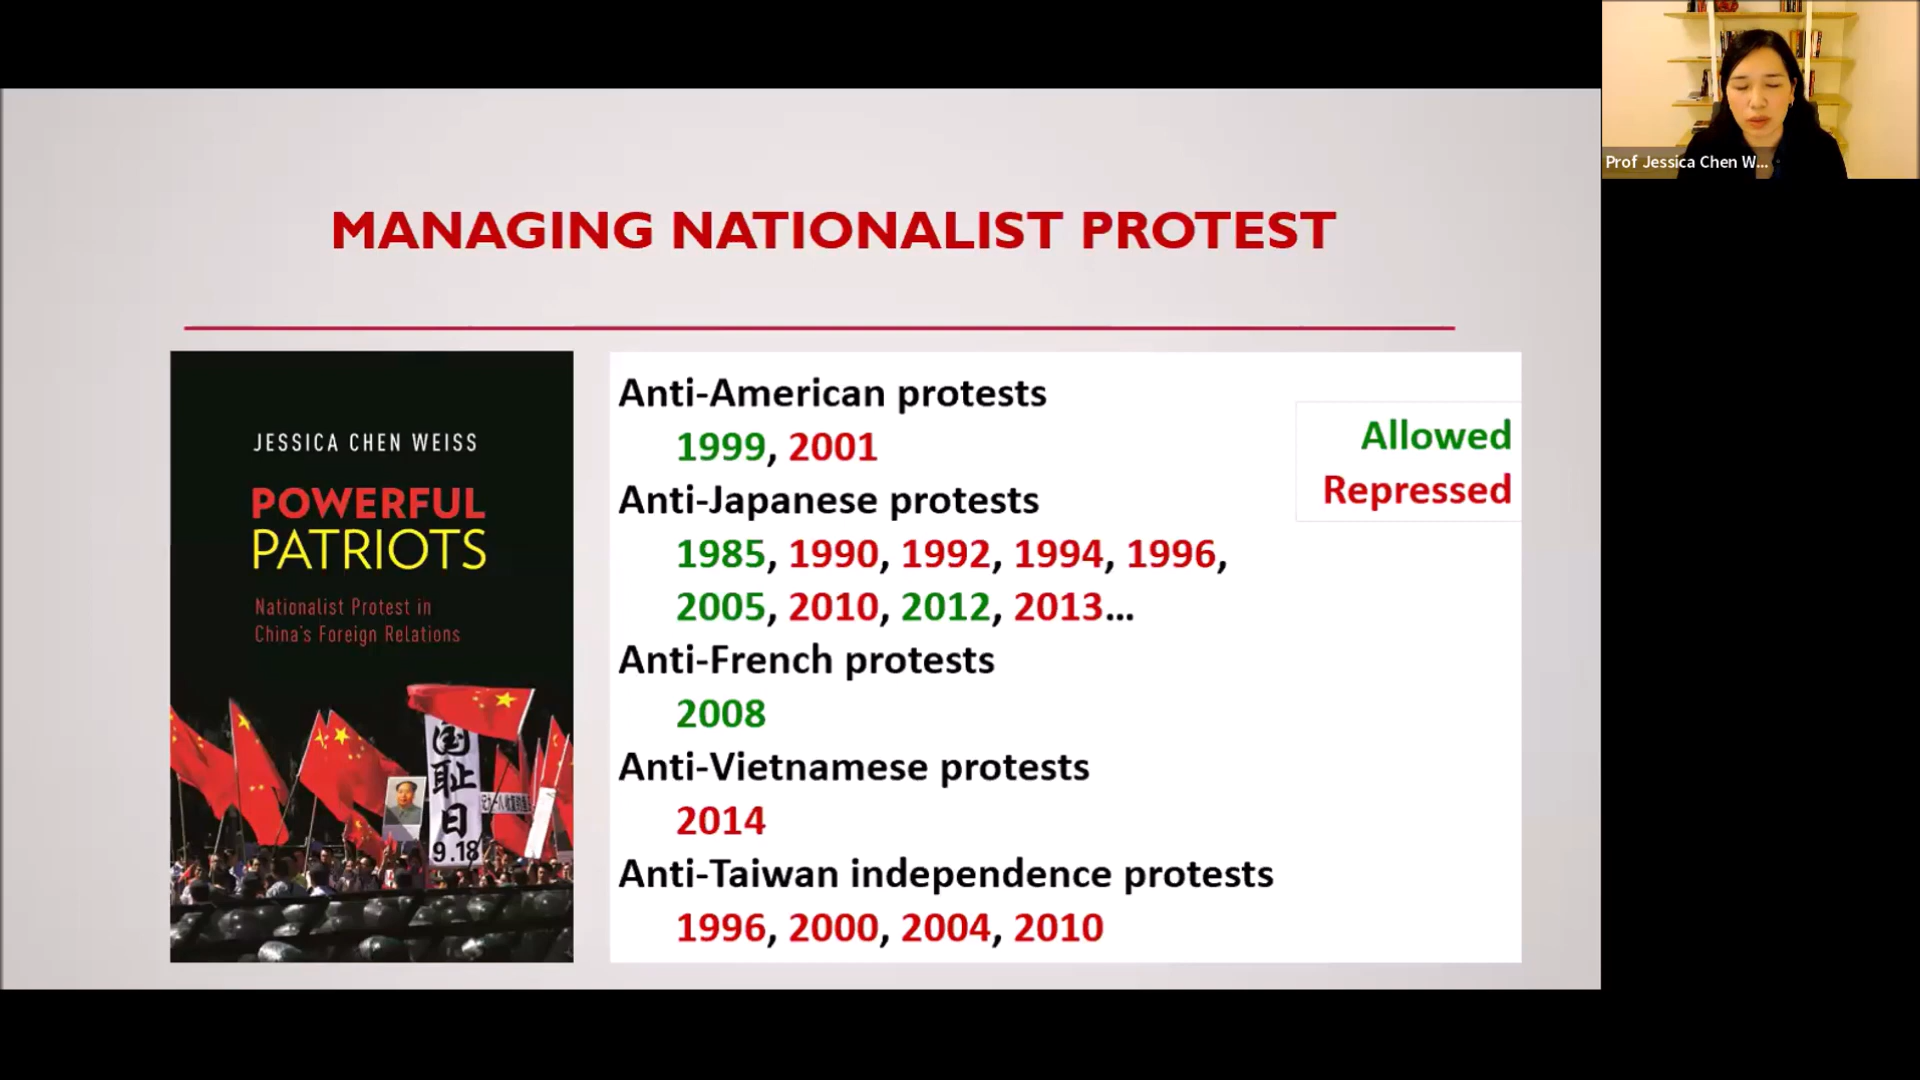 Prof Jessica Chen W...
MANAGING NATIONALIST PROTEST
JESSICA CHEN WEISS
POWERFUL
PATRIOTS
Nationalist Protest in
China's Foreign Relations
国
耻
日
9.18
Anti-American protests
1999, 2001
Anti-Japanese protests
1985, 1990, 1992, 1994, 1996,
2005, 2010, 2012, 2013...
Anti-French protests
2008
Anti-Vietnamese protests
2014
Anti-Taiwan independence protests
1996, 2000, 2004, 2010
Allowed
Repressed